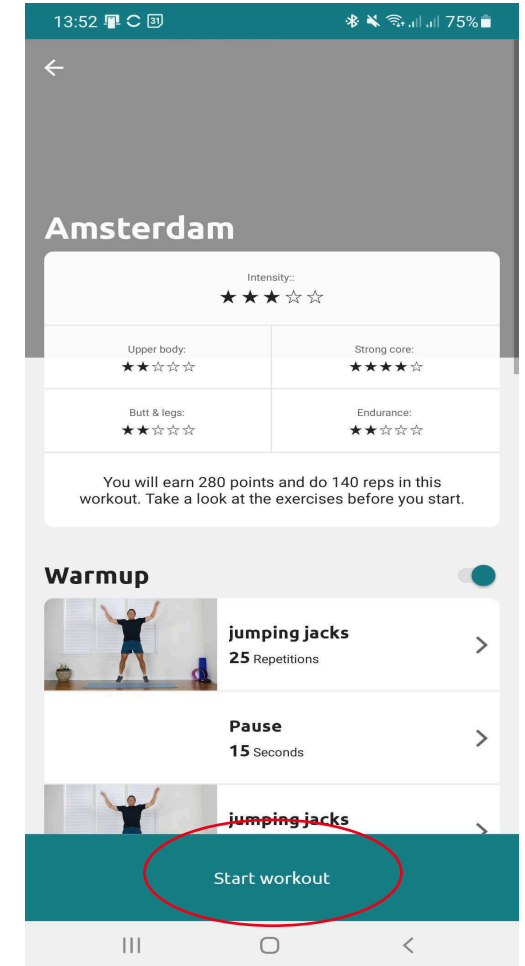 13:52 31 75%
Amsterdam
Intensity::
★★★☆☆
Upper body:
★★☆☆☆
Strong core:
★★★★☆
Butt & legs:
★★☆☆☆
Endurance:
★★☆☆☆
You will earn 280 points and do 140 reps in this
workout. Take a look at the exercises before you start.
Warmup
jumping jacks
25 Repetitions
Pause
15 Seconds
jumping jacks
Start workout